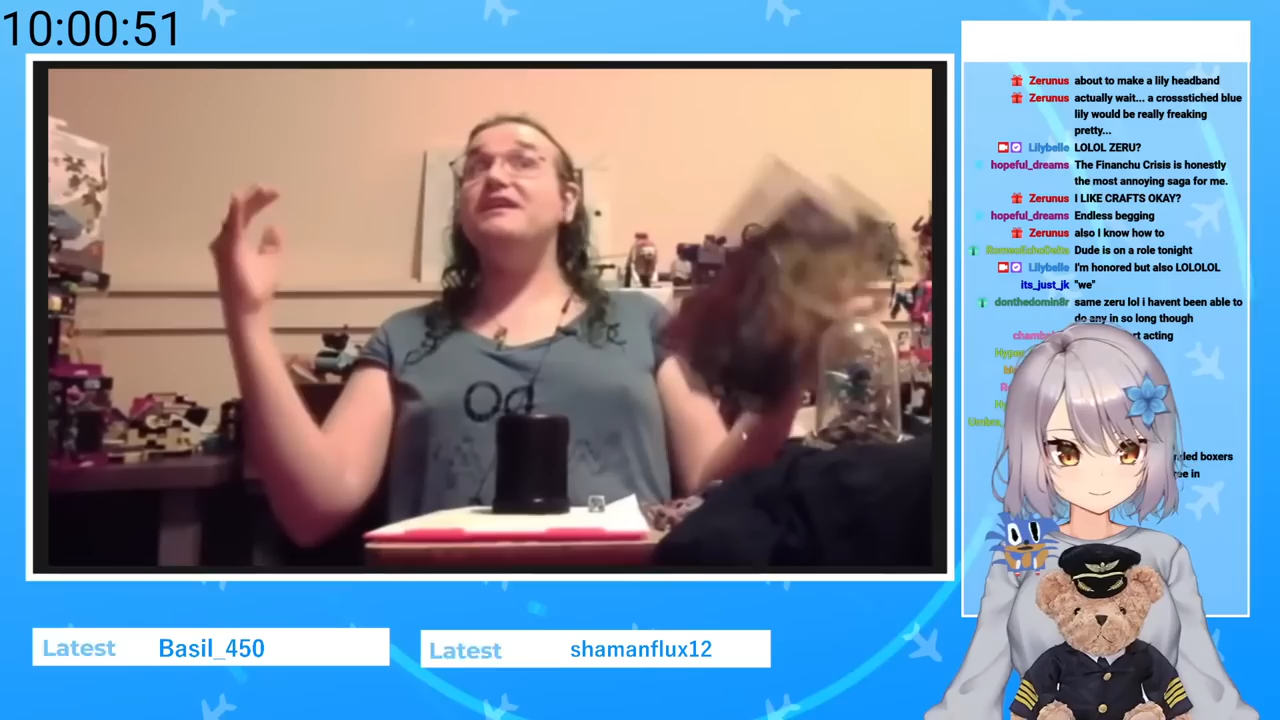 10:00:51
Zerunus about to make a lily headband
Zerunus actually wait... a crossstiched blue
lily would be really freaking
pretty...
Lilybelle LOLOL ZERU?
hopeful_dreams The Financhu Crisis is honestly
the most annoying saga for me.
Zerunus I LIKE CRAFTS OKAY?
hopeful_dreams Endless begging
Zerunus also I know how to
RomeoEchoDelta Dude is on a role tonight
Lilybelle I'm honored but also LOLOLOL
its_just_jk "we"
donthedomin8r same zeru lol i havent been able to
do any in so long though
acting
boxers
in
Od
Latest Basil_450
Latest shamanflux12